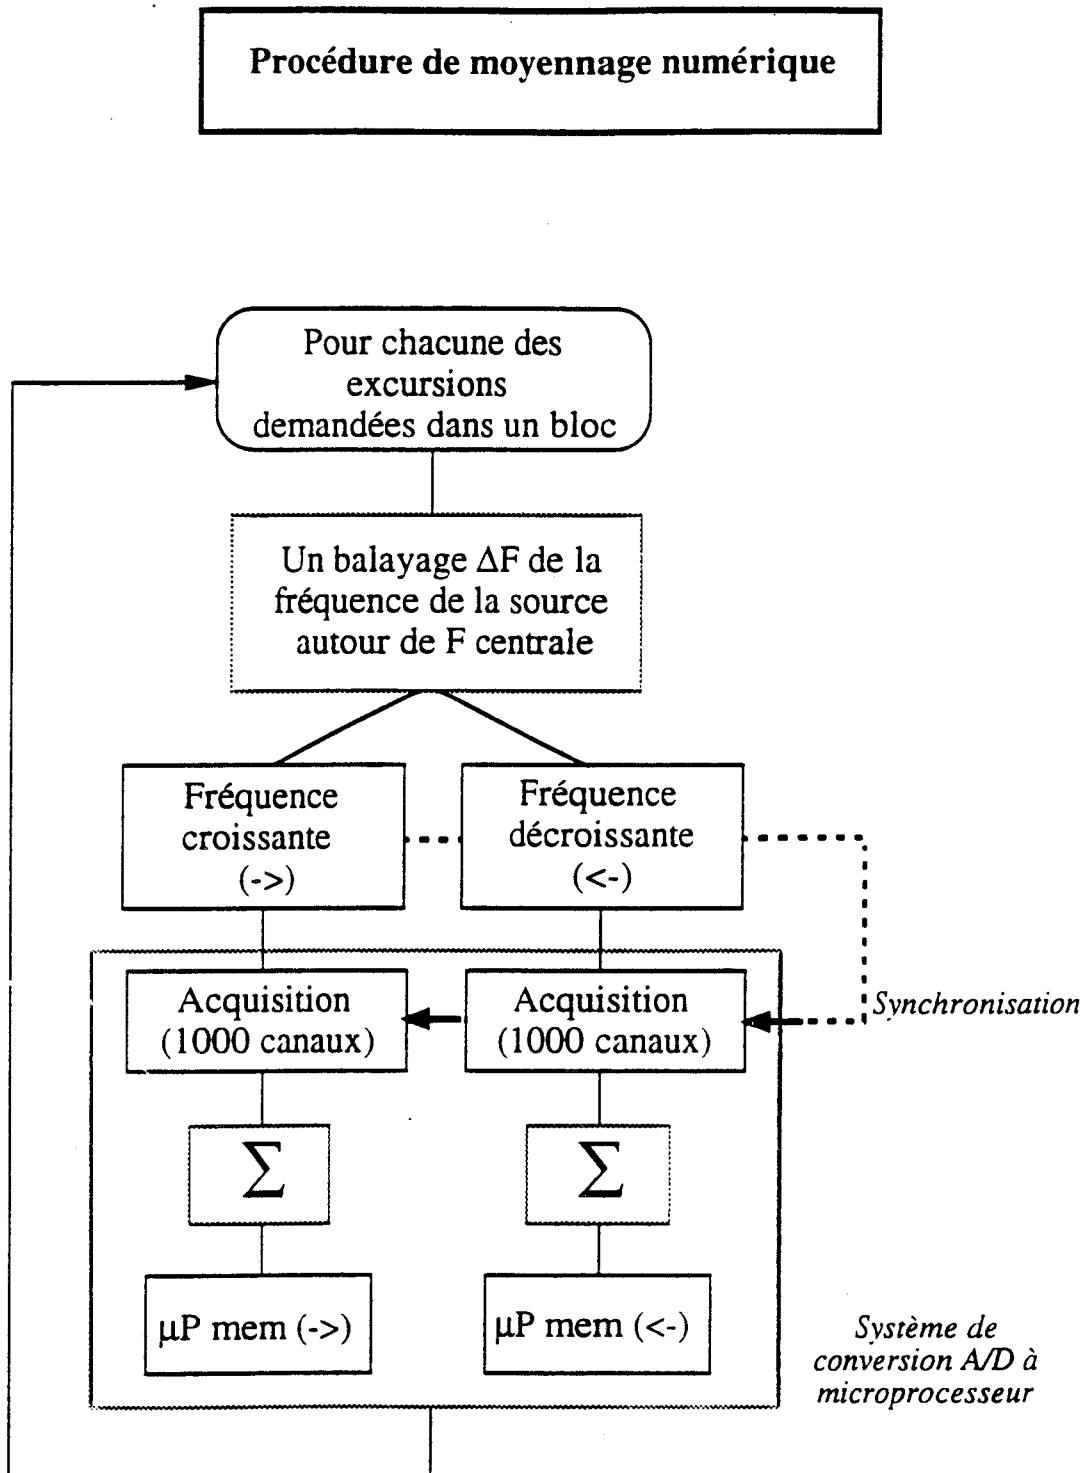 Procédure de moyennage numérique
Pour chacune des
excursions
demandées dans un bloc
Un balayage ΔF de la
fréquence de la source
autour de F centrale
Fréquence
croissante
(->)
Fréquence
décroissante
(<-)
Acquisition
(1000 canaux)
Acquisition
(1000 canaux)
Synchronisation
Σ
Σ
µP mem (->)
µP mem (<-)
Système de
conversion A/D à
microprocesseur